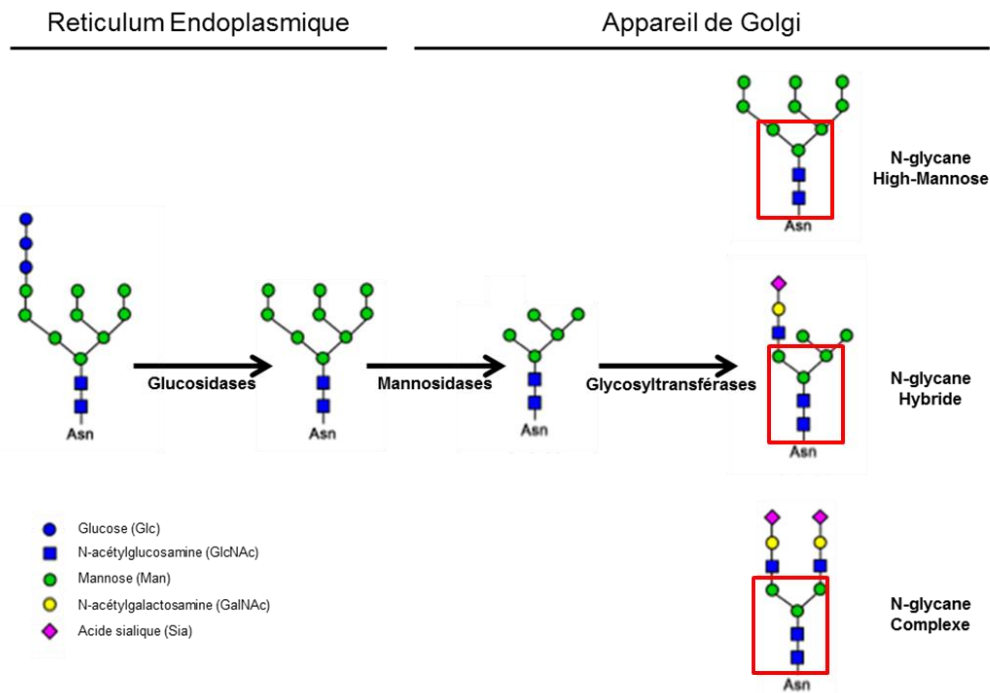 Reticulum Endoplasmique
Appareil de Golgi
Asn
N-glycane
High-Mannose
Asn
Glucosidases
Asn
Mannosidases
Asn
Glycosyltransférases
Asn
N-glycane
Hybride
Glucose (Glc)
N-acétylglucosamine (GlcNAc)
Mannose (Man)
N-acétylgalactosamine (GalNAc)
Acide sialique (Sia)
Asn
N-glycane
Complexe